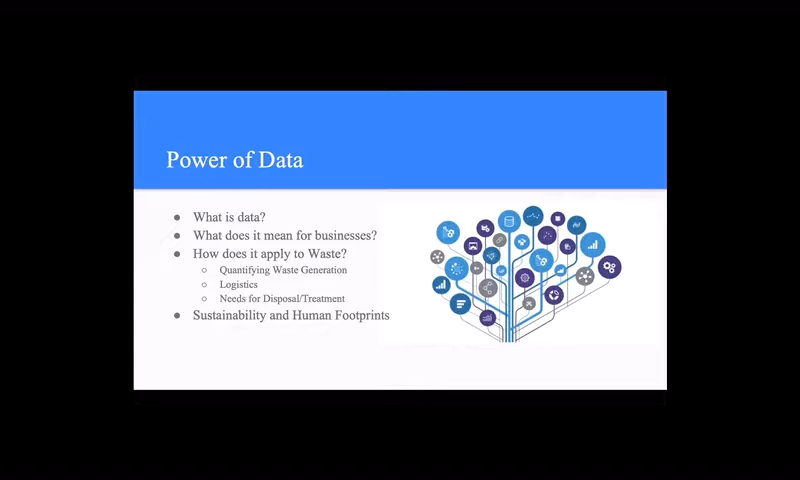 Power of Data
● What is data?
● What does it mean for businesses?
● How does it apply to Waste?
○ Quantifying Waste Generation
○ Logistics
○ Needs for Disposal/Treatment
● Sustainability and Human Footprints